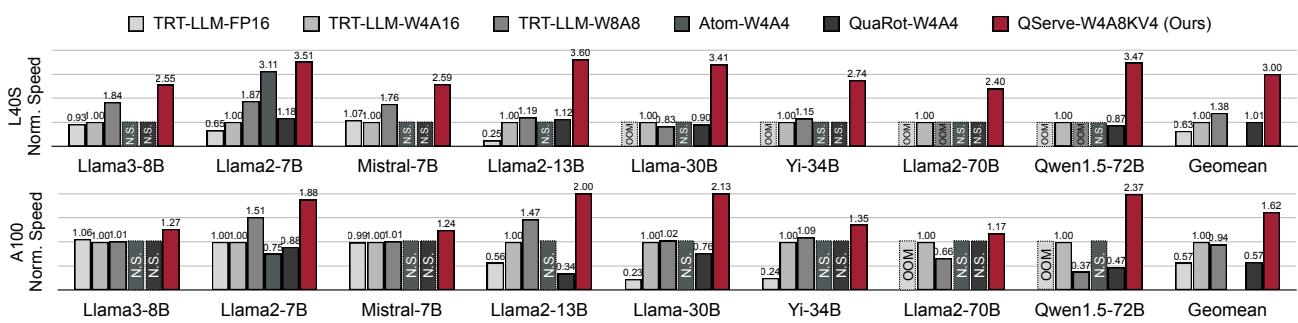 TRT-LLM-FP16 TRT-LLM-W4A16 TRT-LLM-W8A8 Atom-W4A4 QuaRot-W4A4 QServe-W4A8KV4 (Ours)
L40S
Norm. Speed
0.93 1.00 1.84 N.S. N.S. 2.55
0.65 1.00 1.87 3.11 1.18 3.51
1.07 1.00 1.76 N.S. N.S. 2.59
0.25 1.00 1.19 N.S. 1.12 3.60
OOM 1.00 0.83 N.S. 0.90 3.41
OOM 1.00 1.15 N.S. N.S. 2.74
OOM 1.00 OOM N.S. N.S. 2.40
OOM 1.00 OOM N.S. 0.87 3.47
0.63 1.00 1.38 1.01 3.00
Llama3-8B Llama2-7B Mistral-7B Llama2-13B Llama-30B Yi-34B Llama2-70B Qwen1.5-72B Geomean
A100
Norm. Speed
1.06 1.00 1.01 N.S. N.S. 1.27
1.00 1.00 1.51 0.75 0.88 1.88
0.99 1.00 1.01 N.S. N.S. 1.24
0.56 1.00 1.47 N.S. 0.34 2.00
0.23 1.00 1.02 N.S. 0.76 2.13
0.24 1.00 1.09 N.S. N.S. 1.35
OOM 1.00 0.66 N.S. N.S. 1.17
OOM 1.00 0.37 N.S. 0.47 2.37
0.57 1.00 0.94 0.57 1.62
Llama3-8B Llama2-7B Mistral-7B Llama2-13B Llama-30B Yi-34B Llama2-70B Qwen1.5-72B Geomean